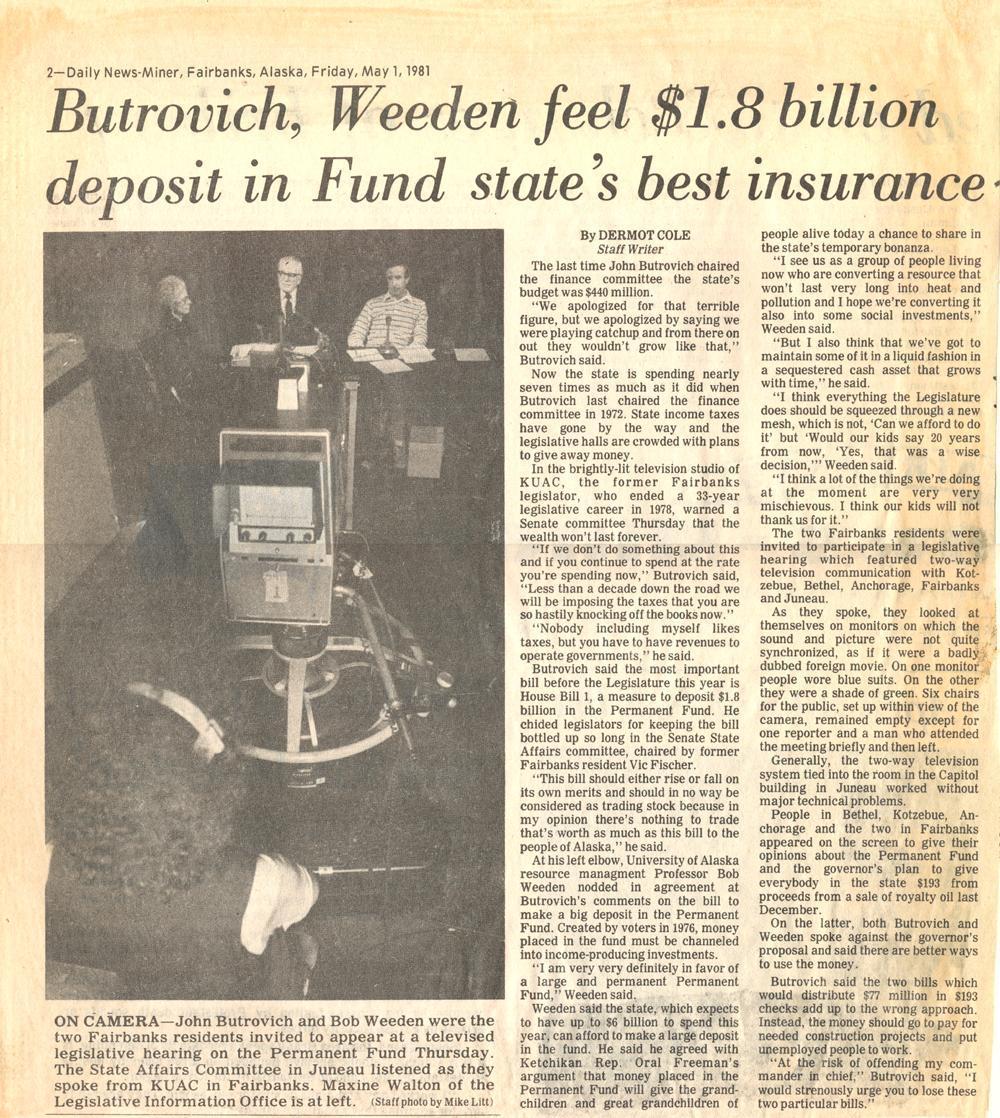 2—Daily News-Miner, Fairbanks, Alaska, Friday, May 1, 1981
Butrovich, Weeden feel $1.8 billion
deposit in Fund state's best insurance
ON CAMERA—John Butrovich and Bob Weeden were the
two Fairbanks residents invited to appear at a televised
legislative hearing on the Permanent Fund Thursday.
The State Affairs Committee in Juneau listened as they
spoke from KUAC in Fairbanks. Maxine Walton of the
Legislative Information Office is at left. (Staff photo by Mike Litt)
By DERMOT COLE
Staff Writer
The last time John Butrovich chaired
the finance committee the state's
budget was $440 million.
"We apologized for that terrible
figure, but we apologized by saying we
were playing catchup and from there on
out they wouldn't grow like that,"
Butrovich said.
Now the state is spending nearly
seven times as much as it did when
Butrovich last chaired the finance
committee in 1972. State income taxes
have gone by the way and the
legislative halls are crowded with plans
to give away money.
In the brightly-lit television studio of
KUAC, the former Fairbanks
legislator, who ended a 33-year
legislative career in 1978, warned a
Senate committee Thursday that the
wealth won't last forever.
"If we don't do something about this
and if you continue to spend at the rate
you're spending now," Butrovich said,
"Less than a decade down the road we
will be imposing the taxes that you are
so hastily knocking off the books now."
"Nobody including myself likes
taxes, but you have to have revenues to
operate governments," he said.
Butrovich said the most important
bill before the Legislature this year is
House Bill 1, a measure to deposit $1.8
billion in the Permanent Fund. He
chided legislators for keeping the bill
bottled up so long in the Senate State
Affairs committee, chaired by former
Fairbanks resident Vic Fischer.
"This bill should either rise or fall on
its own merits and should in no way be
considered as trading stock because in
my opinion there's nothing to trade
that's worth as much as this bill to the
people of Alaska," he said.
At his left elbow, University of Alaska
resource managment Professor Bob
Weeden nodded in agreement at
Butrovich's comments on the bill to
make a big deposit in the Permanent
Fund. Created by voters in 1976, money
placed in the fund must be channeled
into income-producing investments.
"I am very very definitely in favor of
a large and permanent Permanent
Fund," Weeden said.
Weeden said the state, which expects
to have up to $6 billion to spend this
year, can afford to make a large deposit
in the fund. He said he agreed with
Ketchikan Rep. Oral Freeman's
argument that money placed in the
Permanent Fund will give the grand-
children and great grandchildren of
people alive today a chance to share in
the state's temporary bonanza.
"I see us as a group of people living
now who are converting a resource that
won't last very long into heat and
pollution and I hope we're converting it
also into some social investments,"
Weeden said.
"But I also think that we've got to
maintain some of it in a liquid fashion in
a sequestered cash asset that grows
with time," he said.
"I think everything the Legislature
does should be squeezed through a new
mesh, which is not, 'Can we afford to do
it' but 'Would our kids say 20 years
from now, 'Yes, that was a wise
decision,'" Weeden said.
"I think a lot of the things we're doing
at the moment are very very
mischievous. I think our kids will not
thank us for it."
The two Fairbanks residents were
invited to participate in a legislative
hearing which featured two-way
television communication with Kot-
zebue, Bethel, Anchorage, Fairbanks
and Juneau.
As they spoke, they looked at
themselves on monitors on which the
sound and picture were not quite
synchronized, as if it were a badly
dubbed foreign movie. On one monitor
people wore blue suits. On the other
they were a shade of green. Six chairs
for the public, set up within view of the
camera, remained empty except for
one reporter and a man who attended
the meeting briefly and then left.
Generally, the two-way television
system tied into the room in the Capitol
building in Juneau worked without
major technical problems.
People in Bethel, Kotzebue, An-
chorage and the two in Fairbanks
appeared on the screen to give their
opinions about the Permanent Fund
and the governor's plan to give
everybody in the state $193 from
proceeds from a sale of royalty oil last
December.
On the latter, both Butrovich and
Weeden spoke against the governor's
proposal and said there are better ways
to use the money.
Butrovich said the two bills which
would distribute $77 million in $193
checks add up to the wrong approach.
Instead, the money should go to pay for
needed construction projects and put
unemployed people to work.
"At the risk of offending my com-
mander in chief," Butrovich said, "I
would strenously urge you to lose these
two particular bills."